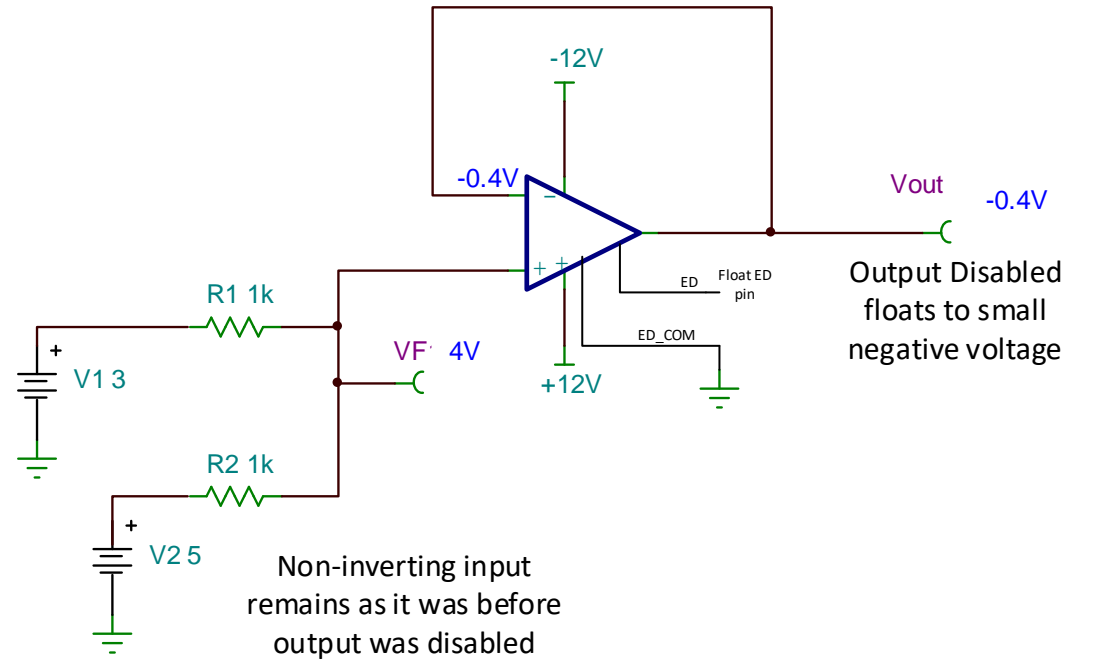 -12V
-0.4V
Vout
-0.4V
Output Disabled
floats to small
negative voltage
ED
Float ED
pin
ED_COM
+12V
R1 1k
+
V1 3
VF 4V
R2 1k
+
V2 5
Non-inverting input
remains as it was before
output was disabled